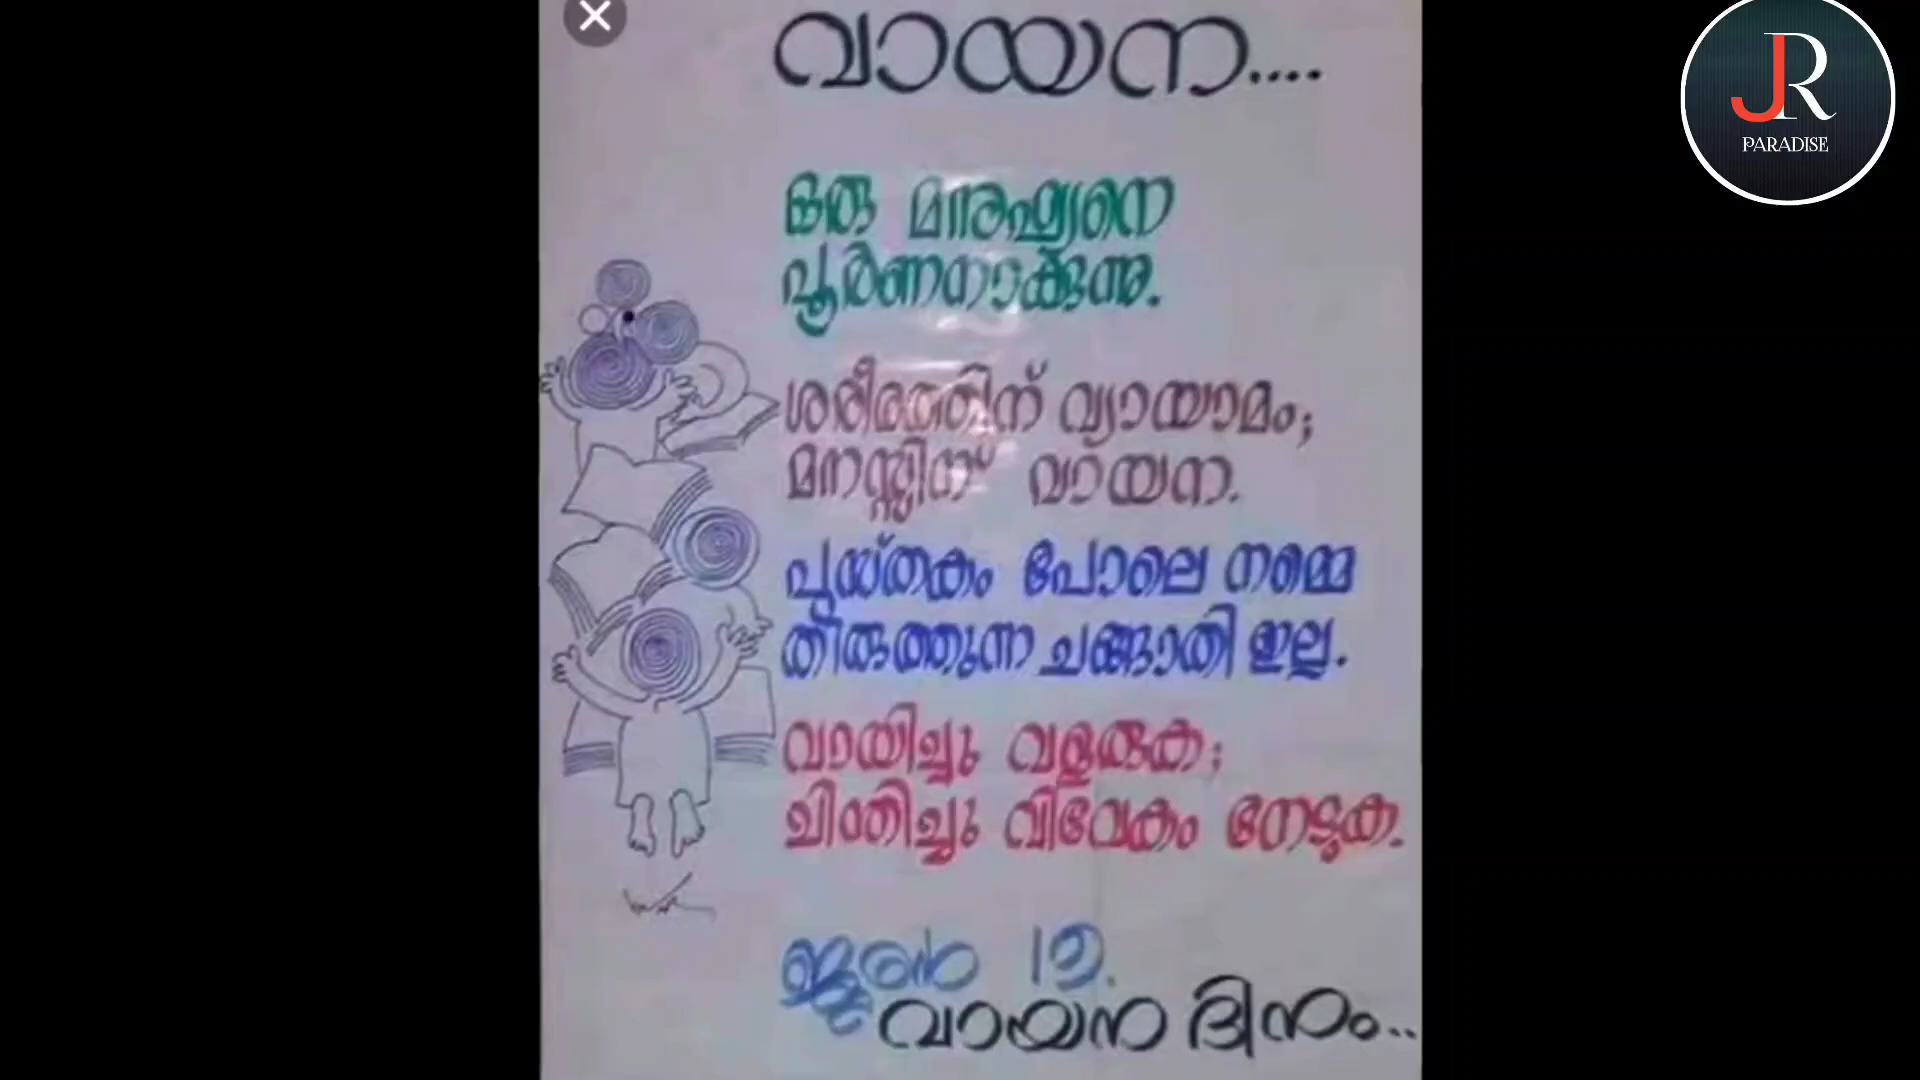 വായന....
JR
PARADISE
ഒരു മനുഷ്യനെ
പൂർണനാക്കുന്നു.
ശരീരത്തിന് വ്യായാമം;
മനസ്സിന് വായന.
പുസ്തകം പോലെ നമ്മെ
തിരുത്തുന്ന ചങ്ങാതി ഇല്ല.
വായിച്ചു വളരുക;
ചിന്തിച്ചു വിവേകം നേടുക.
ജൂൺ 19.
വായന ദിനം..